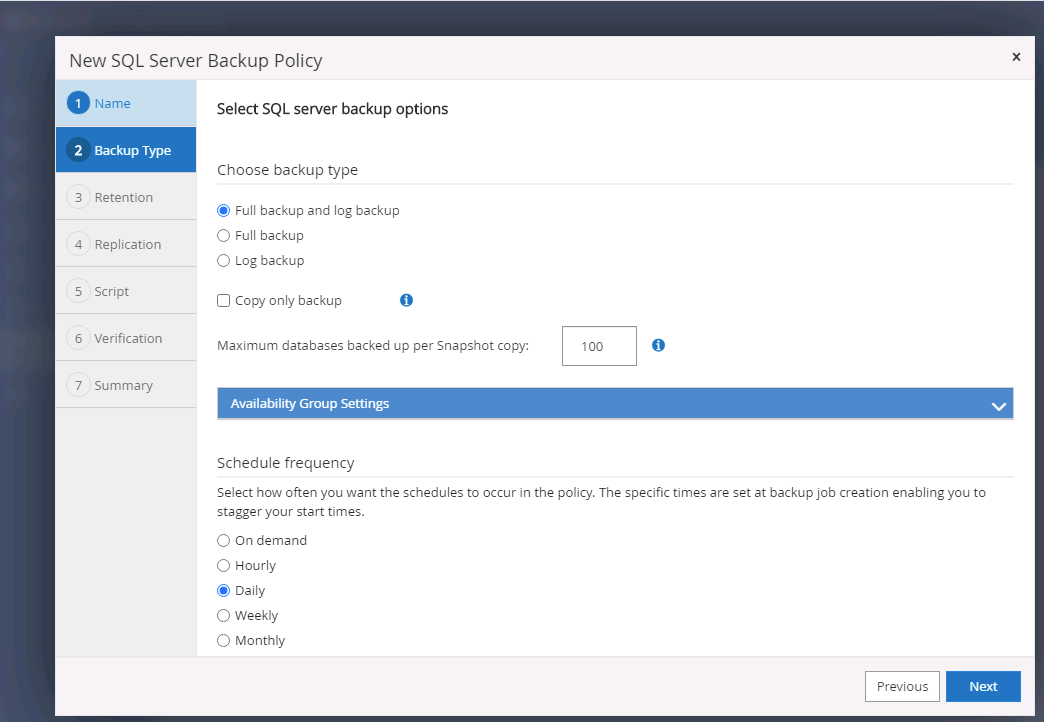 New SQL Server Backup Policy
×
1 Name
2 Backup Type
3 Retention
4 Replication
5 Script
6 Verification
7 Summary
Select SQL server backup options
Choose backup type
Full backup and log backup
Full backup
Log backup
Copy only backup
Maximum databases backed up per Snapshot copy: 100
Availability Group Settings
Schedule frequency
Select how often you want the schedules to occur in the policy. The specific times are set at backup job creation enabling you to
stagger your start times.
On demand
Hourly
Daily
Weekly
Monthly
Previous Next